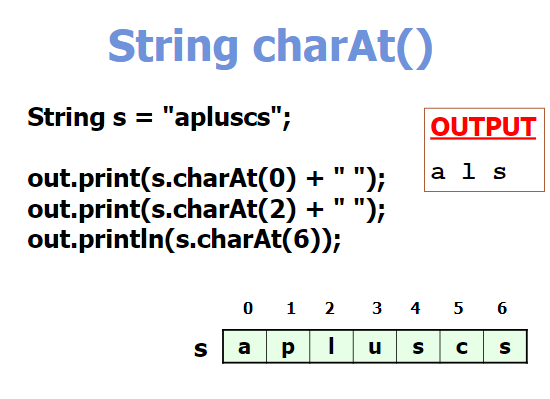 String charAt()
String s = "apluscs";
OUTPUT
a l s
out.print(s.charAt(0) + " ");
out.print(s.charAt(2) + " ");
out.println(s.charAt(6));
0 1 2 3 4 5 6
s a p l u s c s